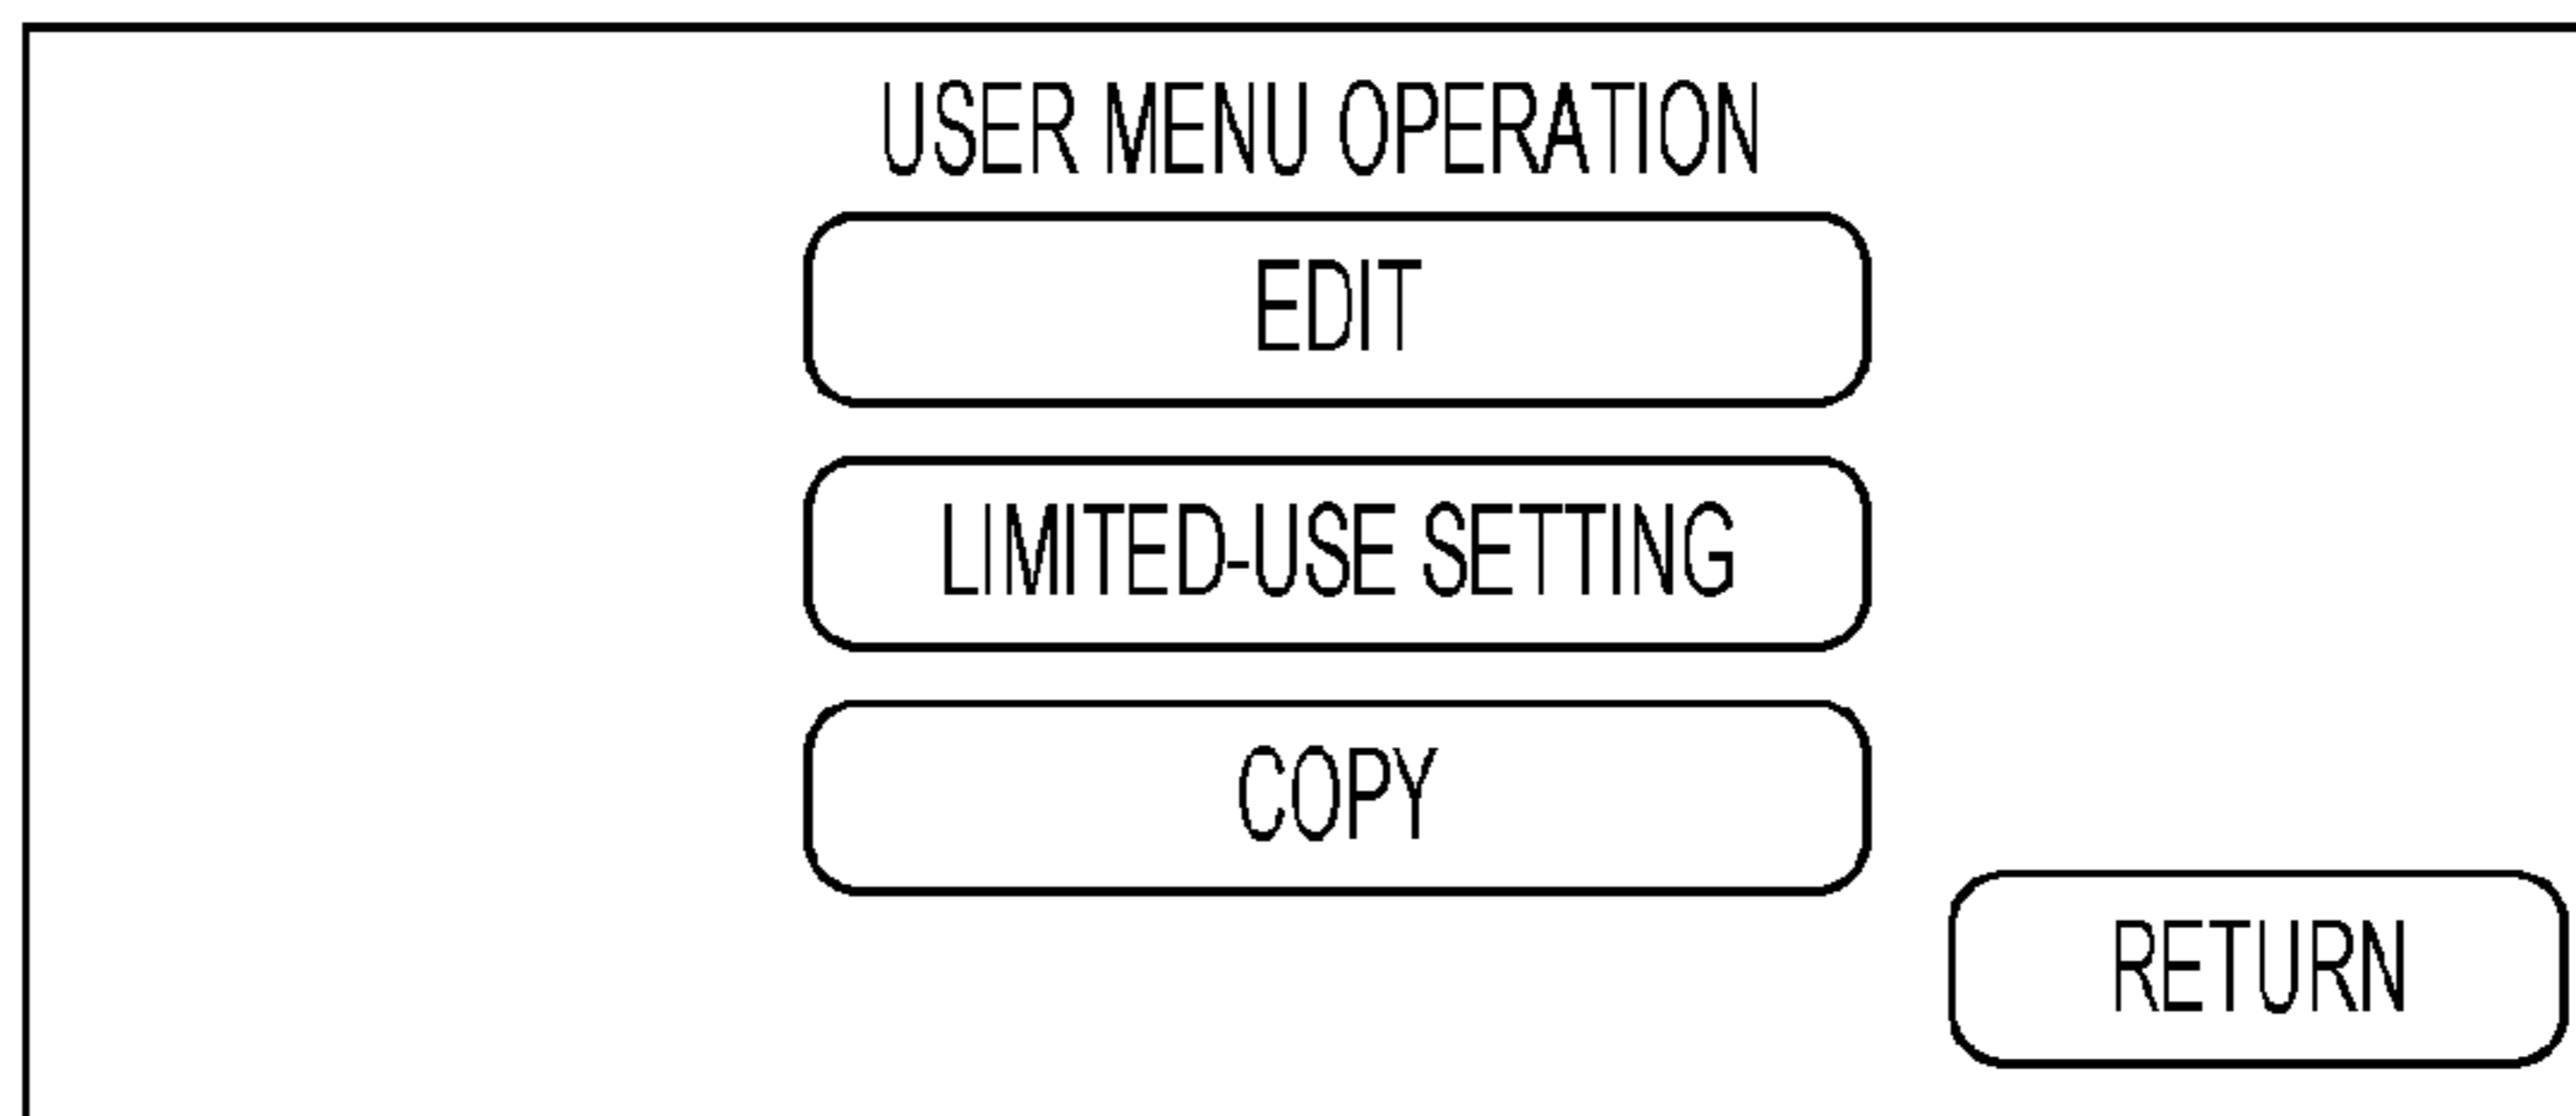 USER MENU OPERATION
EDIT
LIMITED-USE SETTING
COPY
RETURN